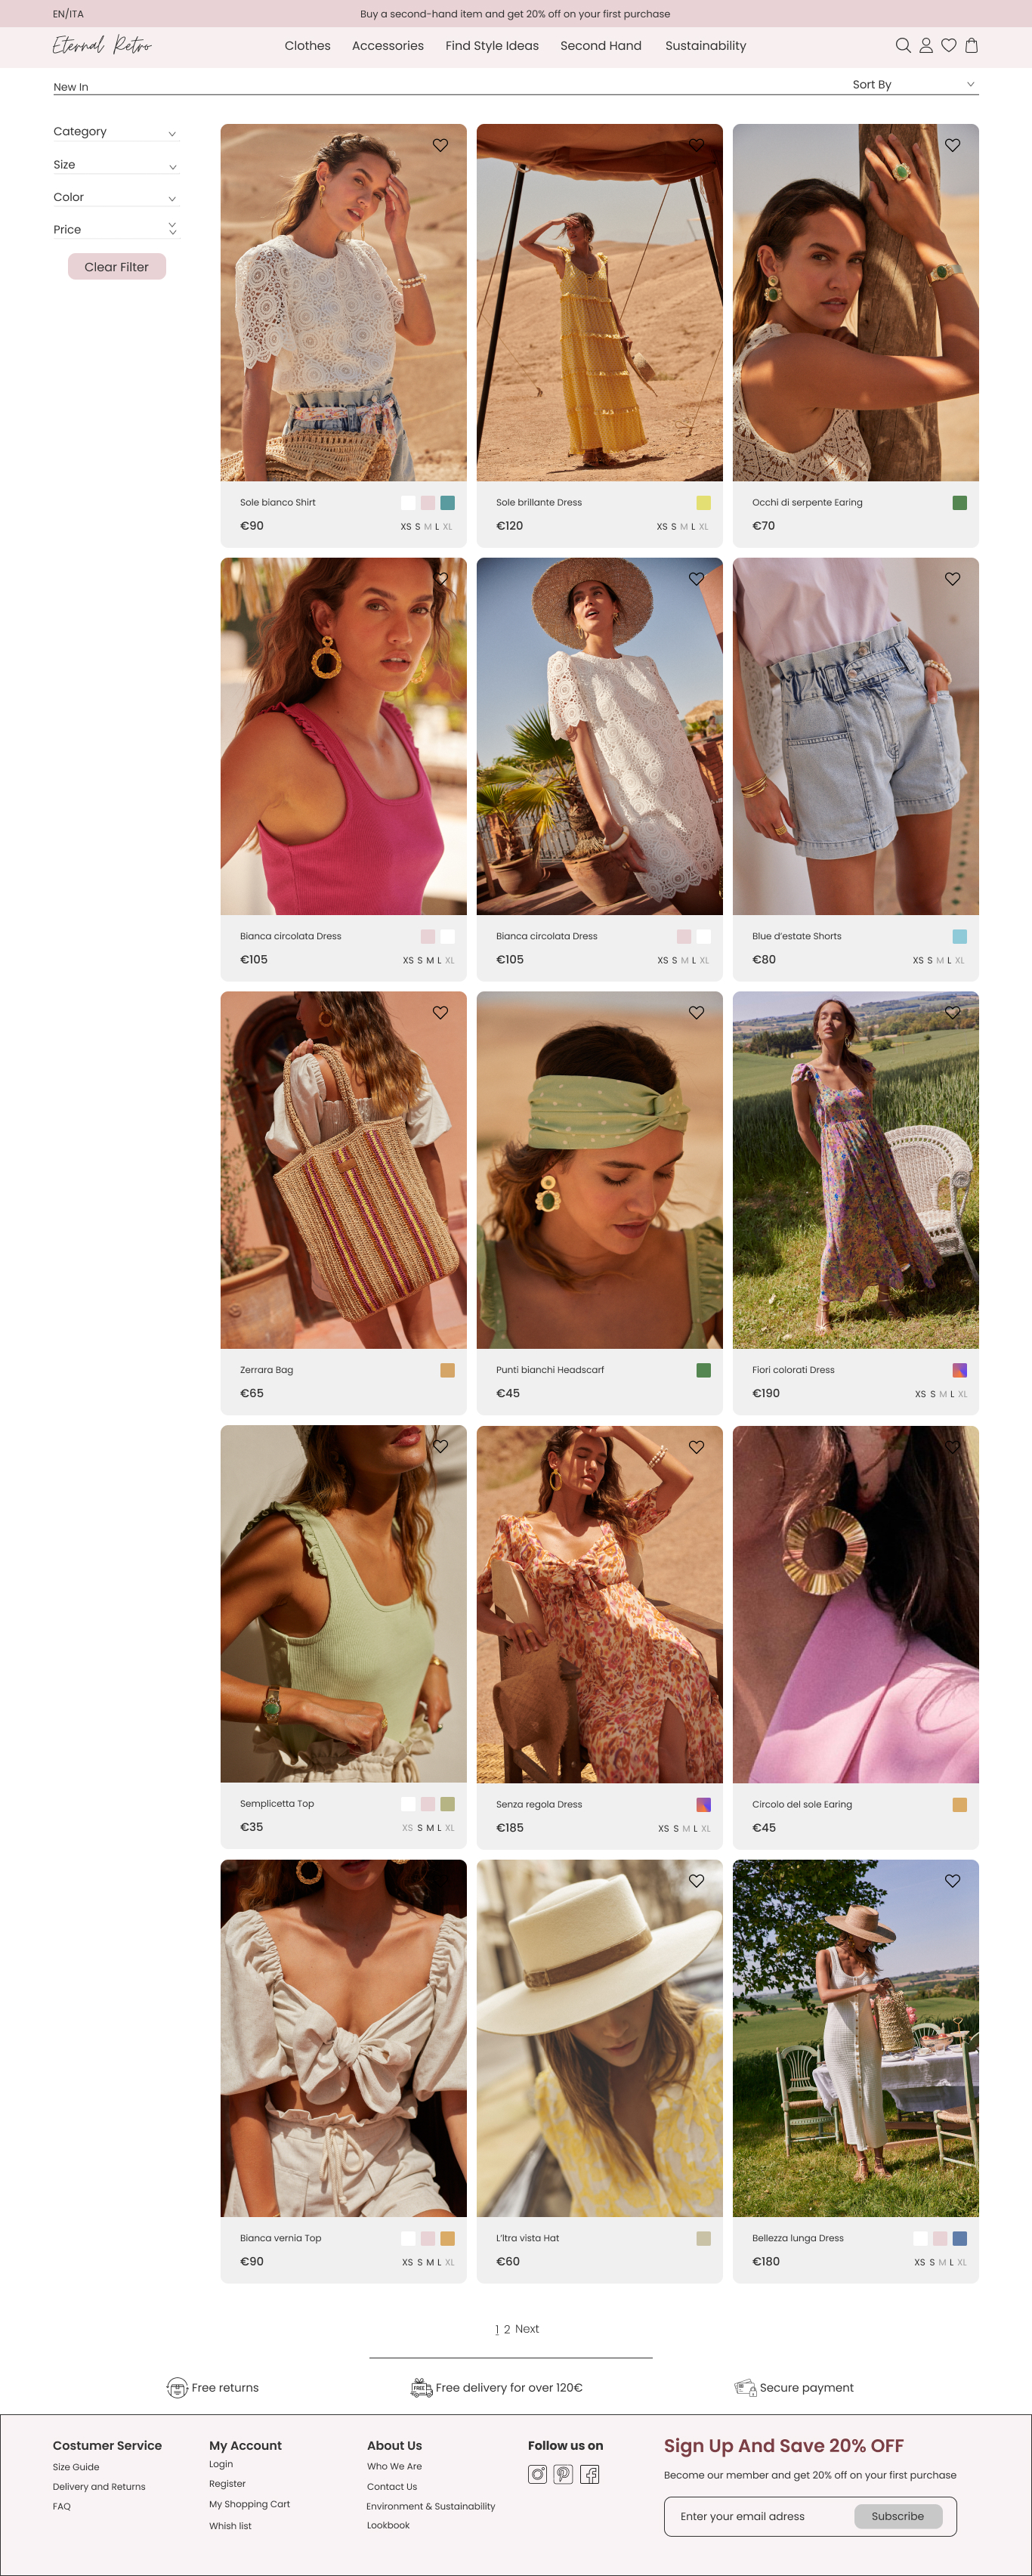 EN/ITA
Buy a second-hand item and get 20% off on your first purchase
Eternal Retro
Clothes
Accessories
Find Style Ideas
Second Hand
Sustainability
New In
Sort By
Category
Size
Color
Price
Clear Filter
Sole bianco Shirt
€90
XS S M L XL
Sole brillante Dress
€120
XS S M L XL
Occhi di serpente Earing
€70
Bianca circolata Dress
€105
XS S M L XL
Bianca circolata Dress
€105
XS S M L XL
Blue d'estate Shorts
€80
XS S M L XL
Zerrara Bag
€65
Punti bianchi Headscarf
€45
Fiori colorati Dress
€190
XS S M L XL
Semplicetta Top
€35
XS S M L XL
Senza regola Dress
€185
XS S M L XL
Circolo del sole Earing
€45
Bianca vernia Top
€90
XS S M L XL
L'ltra vista Hat
€60
Bellezza lunga Dress
€180
XS S M L XL
1 2 Next
Free returns
FREE
Free delivery for over 120€
Secure payment
Costumer Service
Size Guide
Delivery and Returns
FAQ
My Account
Login
Register
My Shopping Cart
Whish list
About Us
Who We Are
Contact Us
Environment & Sustainability
Lookbook
Follow us on
Sign Up And Save 20% OFF
Become our member and get 20% off on your first purchase
Enter your email adress
Subscribe